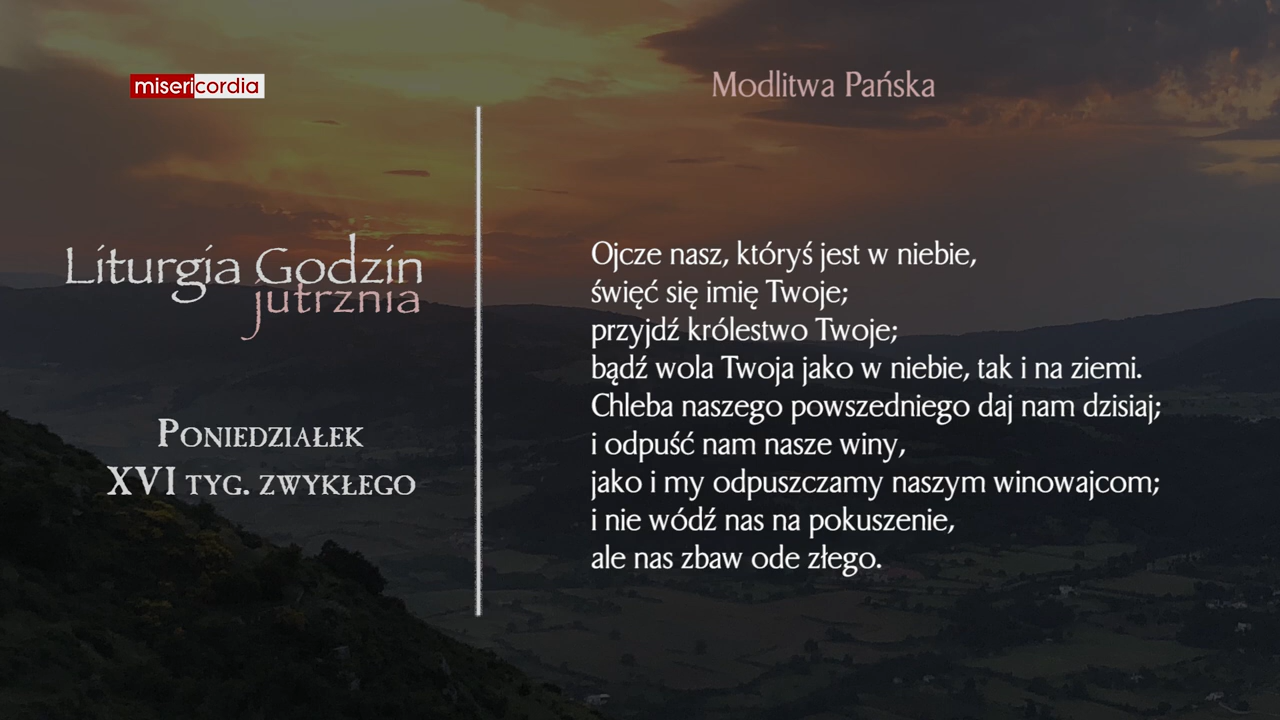 misericordia
Liturgia Godzin
jutrznia
Poniedziałek
XVI tyg. zwykłego
Modlitwa Pańska
Ojcze nasz, któryś jest w niebie,
święć się imię Twoje;
przyjdź królestwo Twoje;
bądź wola Twoja jako w niebie, tak i na ziemi.
Chleba naszego powszedniego daj nam dzisiaj;
i odpuść nam nasze winy,
jako i my odpuszczamy naszym winowajcom;
i nie wódź nas na pokuszenie,
ale nas zbaw ode złego.